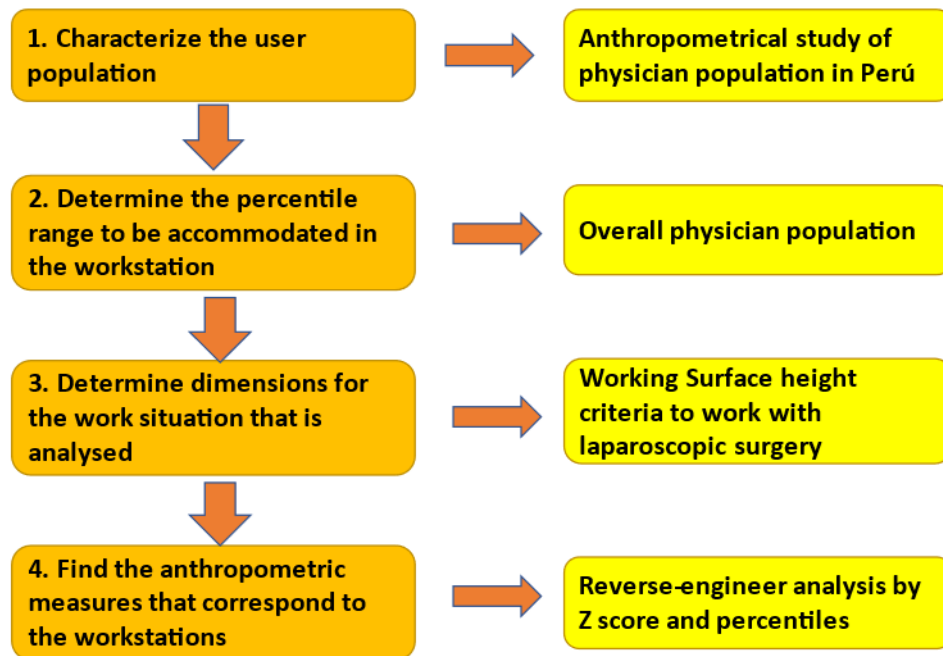 1. Characterize the user
population
Anthropometrical study of
physician population in Perú
2. Determine the percentile
range to be accommodated in
the workstation
Overall physician population
3. Determine dimensions for
the work situation that is
analysed
Working Surface height
criteria to work with
laparoscopic surgery
4. Find the anthropometric
measures that correspond to
the workstations
Reverse-engineer analysis by
Z score and percentiles